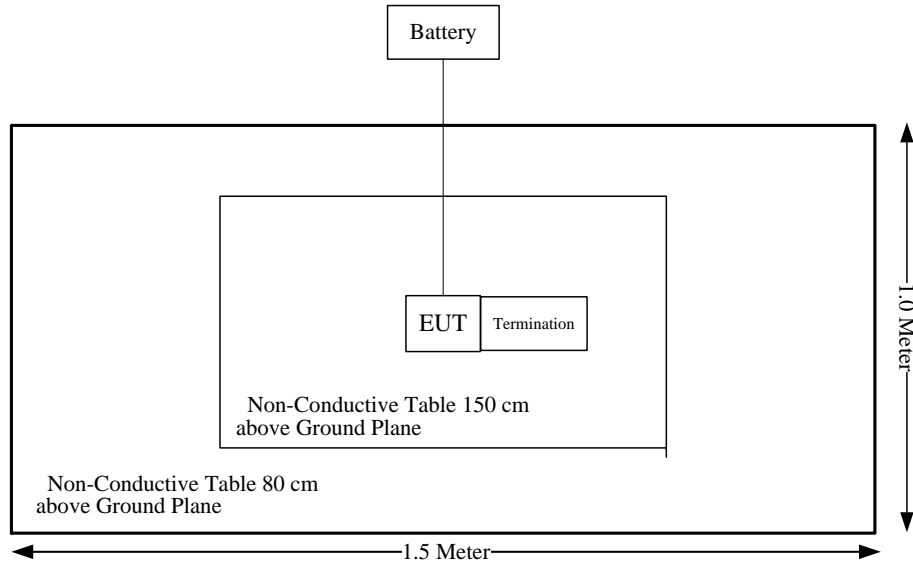 Battery
EUT
Termination
Non-Conductive Table 150 cm
above Ground Plane
Non-Conductive Table 80 cm
above Ground Plane
1.0 Meter
1.5 Meter